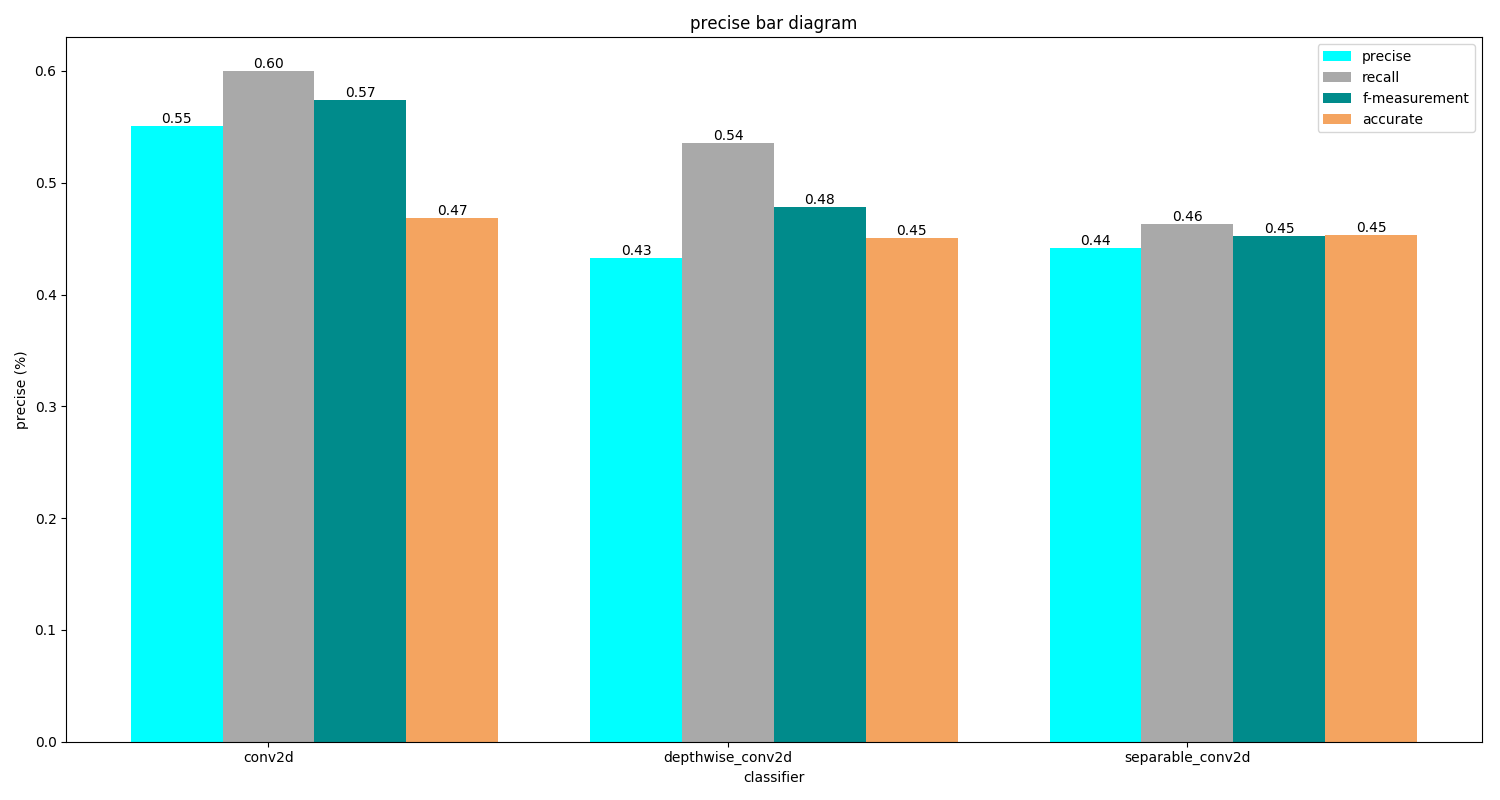 precise bar diagram
precise
recall
f-measurement
accurate
precise (%)
0.6
0.5
0.4
0.3
0.2
0.1
0.0
0.55
0.60
0.57
0.47
0.43
0.54
0.48
0.45
0.44
0.46
0.45
0.45
conv2d
depthwise_conv2d
separable_conv2d
classifier